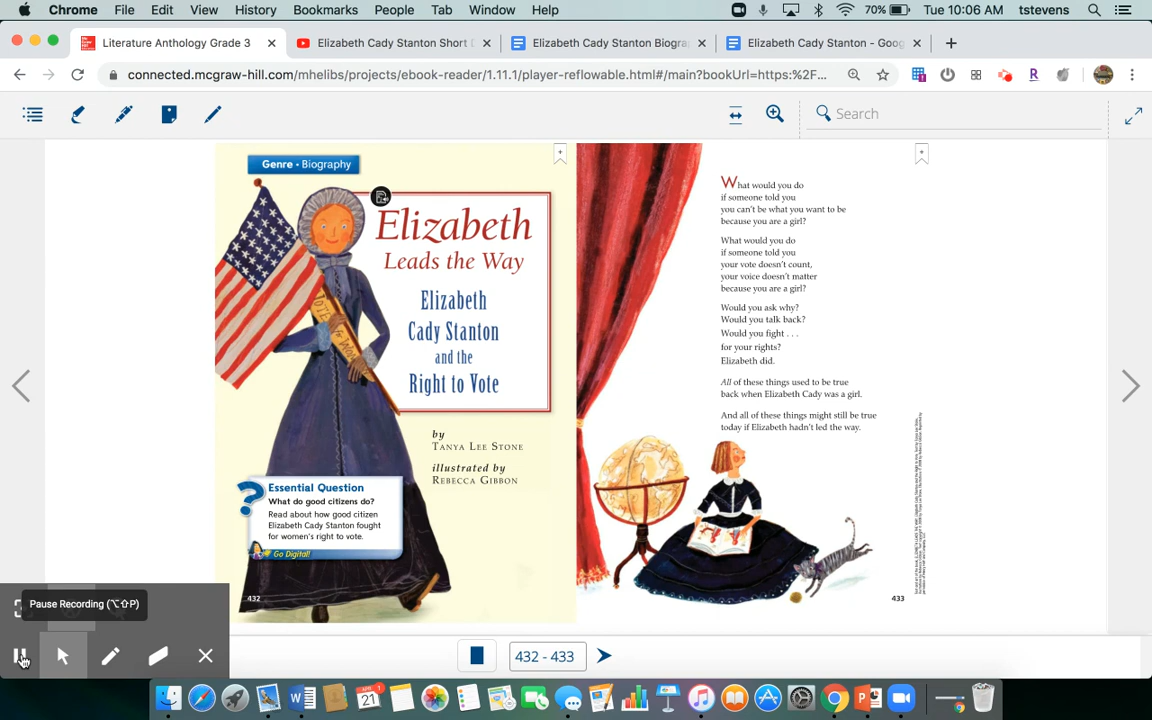 Chrome File Edit View History Bookmarks People Tab Window Help
70% Tue 10:06 AM tstevens
Literature Anthology Grade 3
Elizabeth Cady Stanton Short
Elizabeth Cady Stanton Biogra
Elizabeth Cady Stanton - Goog
connected.mcgraw-hill.com/mhelibs/projects/ebook-reader/1.11.1/player-reflowable.html#/main?bookUrl=https:%2F...
Search
Genre • Biography
Elizabeth
Leads the Way
Elizabeth
Cady Stanton
and the
Right to Vote
by
TANYA LEE STONE
illustrated by
REBECCA GIBBON
Essential Question
What do good citizens do?
Read about how good citizen
Elizabeth Cady Stanton fought
for women's right to vote.
Go Digital!
432
What would you do
if someone told you
you can't be what you want to be
because you are a girl?
What would you do
if someone told you
your vote doesn't count,
your voice doesn't matter
because you are a girl?
Would you ask why?
Would you talk back?
Would you fight . . .
for your rights?
Elizabeth did.
All of these things used to be true
back when Elizabeth Cady was a girl.
And all of these things might still be true
today if Elizabeth hadn't led the way.
433
Pause Recording (⌥⇧P)
432 - 433